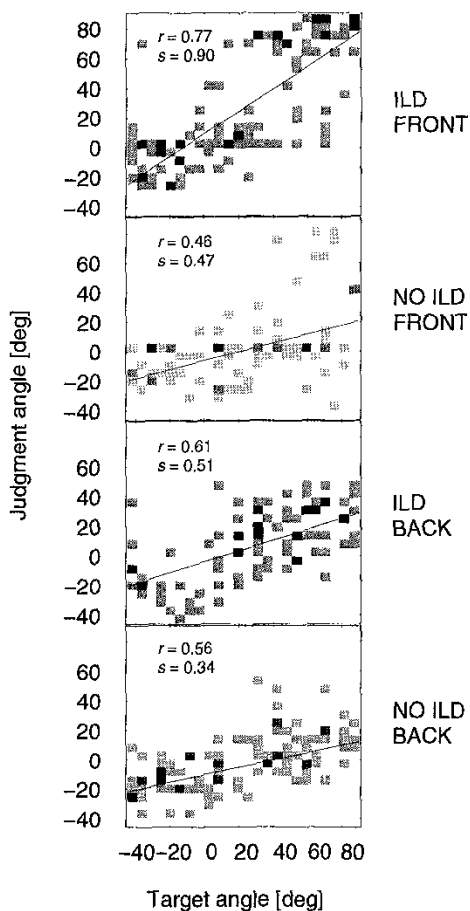 80
60
40
20
0
−20
−40
r = 0.77
s = 0.90
ILD
FRONT
60
40
20
0
−20
−40
r = 0.46
s = 0.47
NO ILD
FRONT
60
40
20
0
−20
−40
r = 0.61
s = 0.51
ILD
BACK
60
40
20
0
−20
−40
r = 0.56
s = 0.34
NO ILD
BACK
Judgment angle [deg]
−40−20 0 20 40 60 80
Target angle [deg]